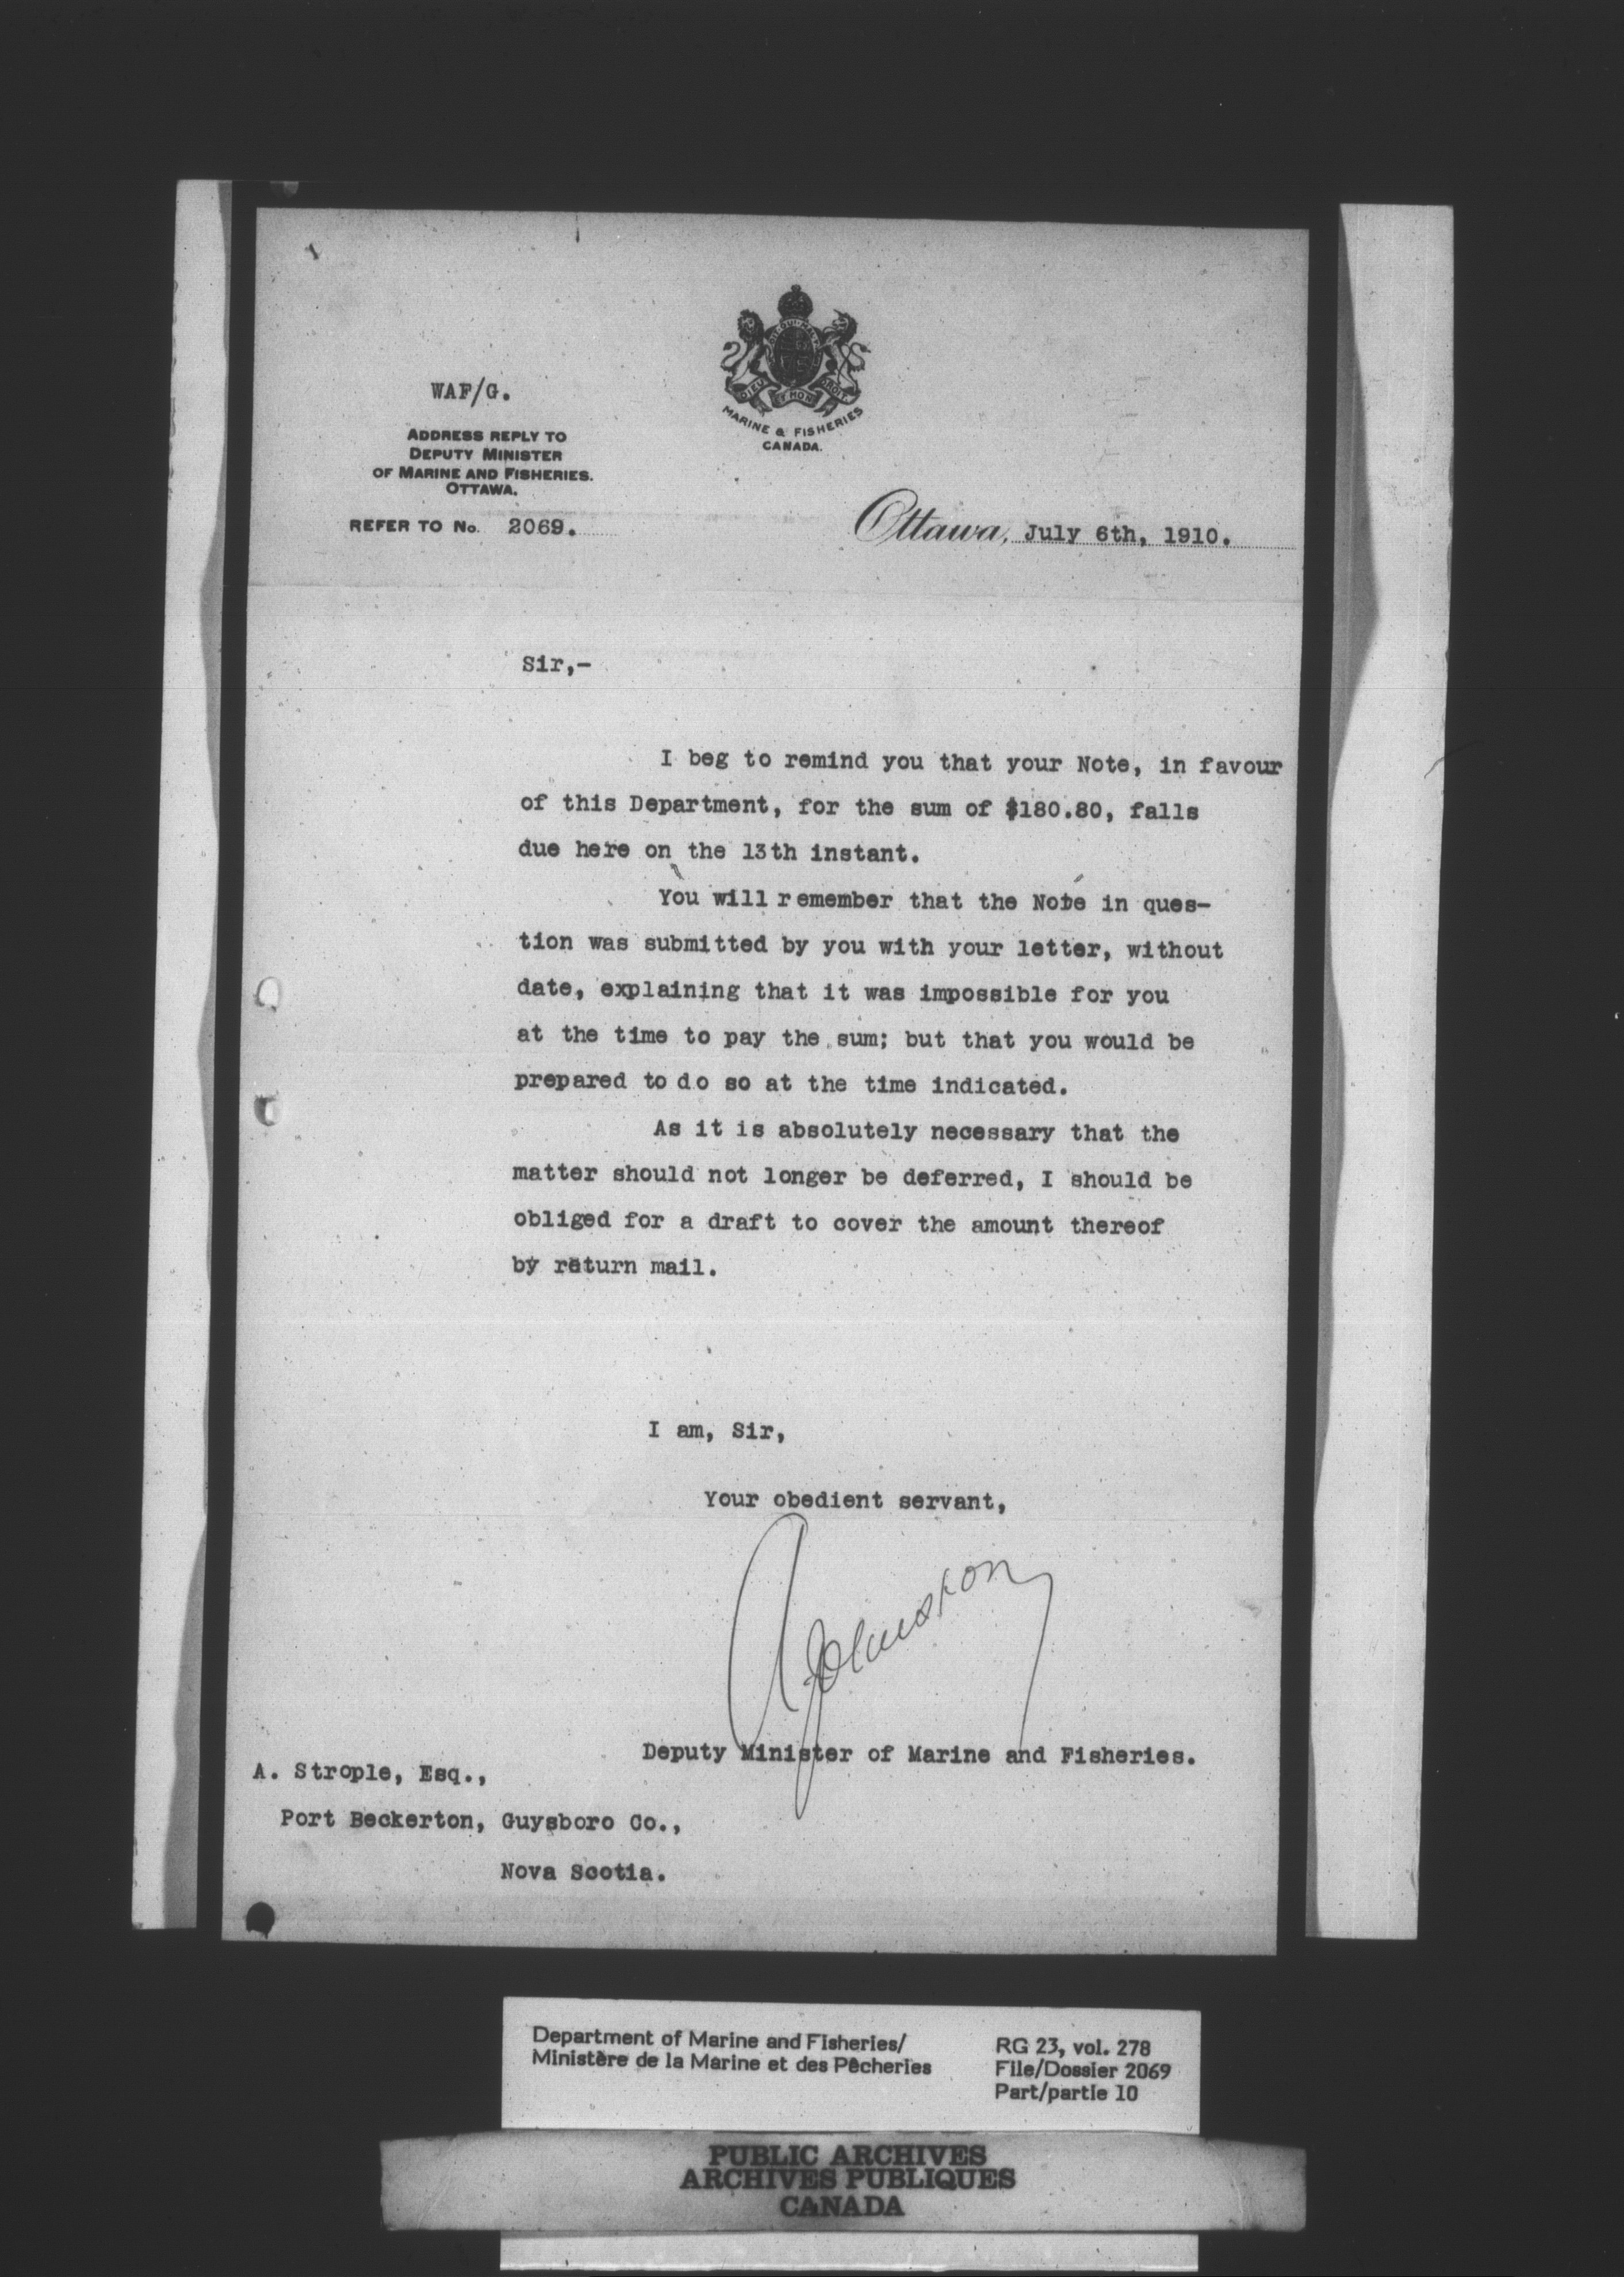 WAF/G.
ADDRESS REPLY TO
DEPUTY MINISTER
OF MARINE AND FISHERIES.
OTTAWA.
REFER TO No. 2069.
DIEU ET MON DROIT
MARINE & FISHERIES
CANADA.
Ottawa, July 6th, 1910.
Sir,-
I beg to remind you that your Note, in favour
of this Department, for the sum of $180.80, falls
due here on the 13th instant.
You will remember that the Note in ques-
tion was submitted by you with your letter, without
date, explaining that it was impossible for you
at the time to pay the sum; but that you would be
prepared to do so at the time indicated.
As it is absolutely necessary that the
matter should not longer be deferred, I should be
obliged for a draft to cover the amount thereof
by return mail.
I am, Sir,
Your obedient servant,
A Johnston
Deputy Minister of Marine and Fisheries.
A. Strople, Esq.,
Port Beckerton, Guysboro Co.,
Nova Scotia.
Department of Marine and Fisheries/
Ministère de la Marine et des Pêcheries
RG 23, vol. 278
File/Dossier 2069
Part/partie 10
PUBLIC ARCHIVES
ARCHIVES PUBLIQUES
CANADA